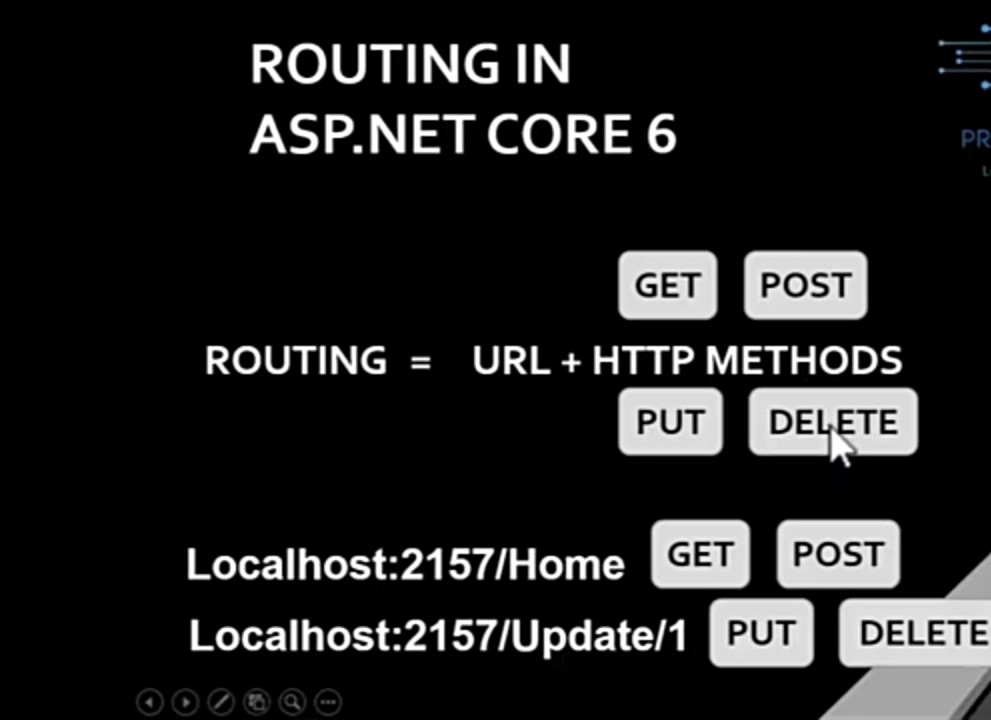 ROUTING IN
ASP.NET CORE 6
PR
GET POST
ROUTING = URL + HTTP METHODS
PUT DELETE
Localhost:2157/Home GET POST
Localhost:2157/Update/1 PUT DELETE